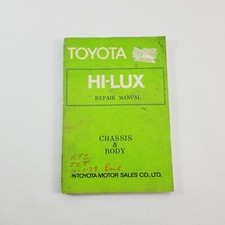 TOYOTA
HI-LUX
REPAIR MANUAL
CHASSIS
&
BODY
TOYOTA MOTOR SALES CO., LTD.